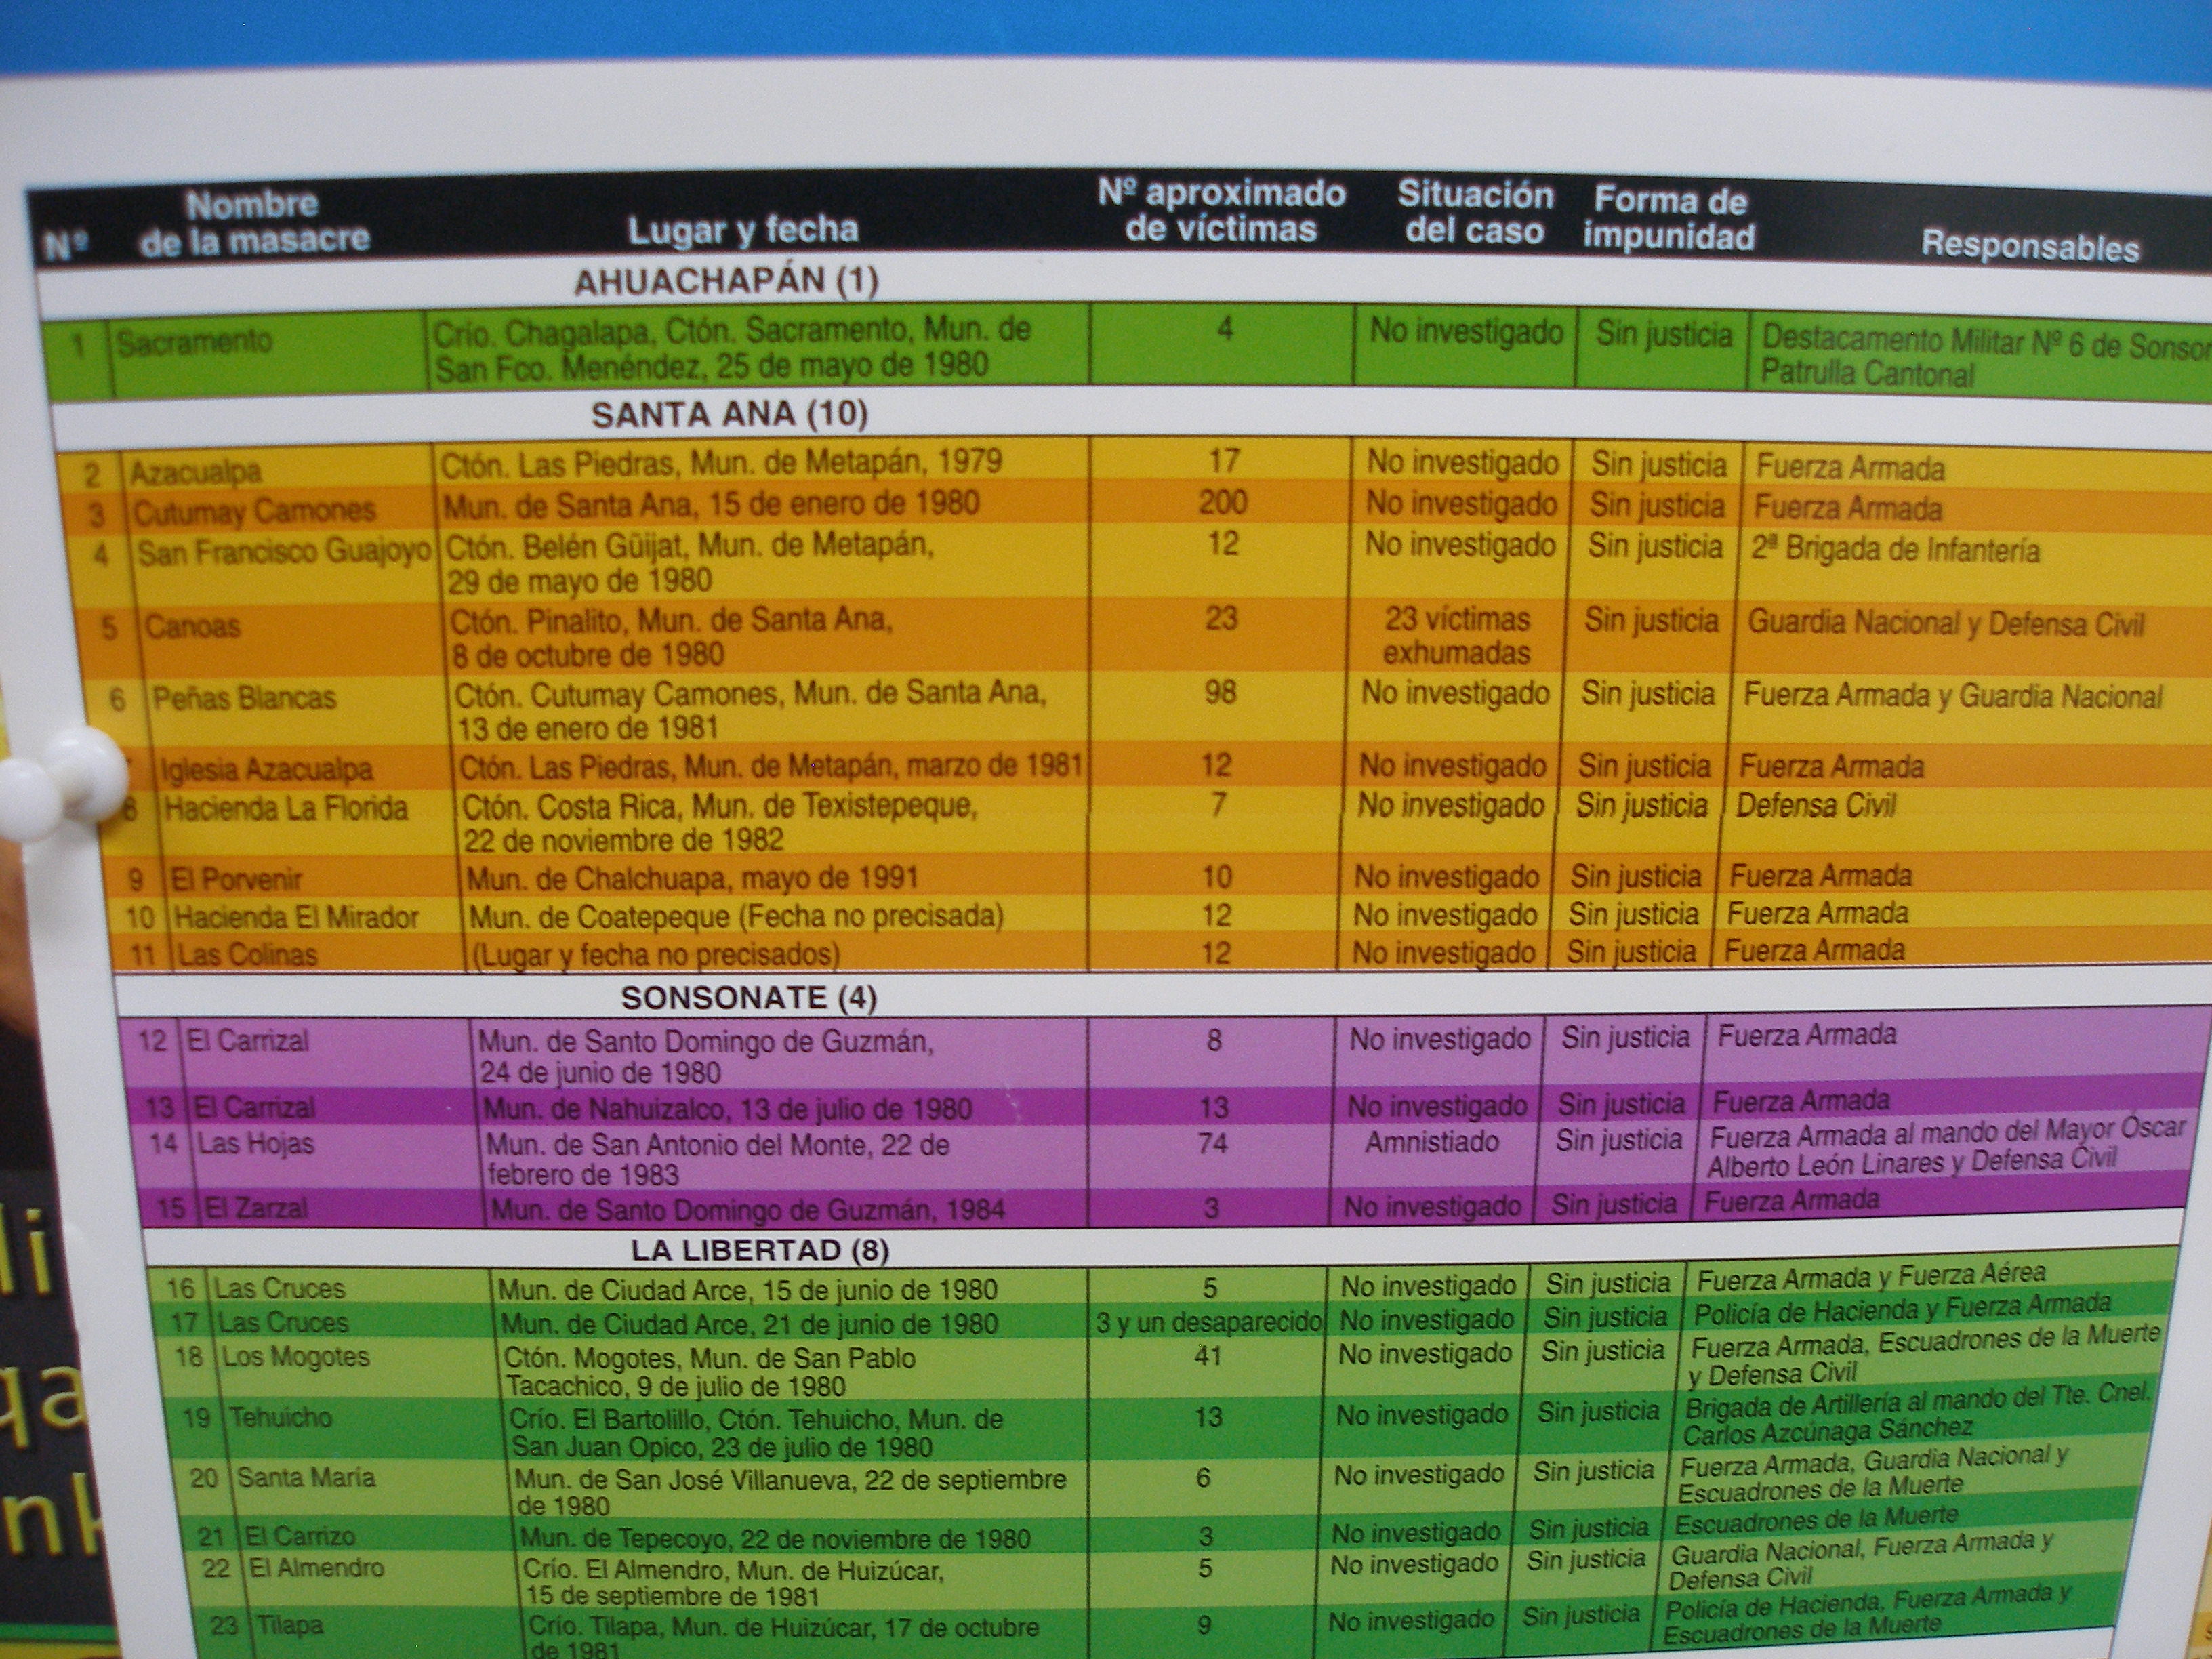 Nº Nombre de la masacre Lugar y fecha Nº aproximado de víctimas Situación del caso Forma de impunidad Responsables
AHUACHAPÁN (1)
1 Sacramento Crío. Chagalapa, Ctón. Sacramento, Mun. de 4 No investigado Sin justicia Destacamento Militar Nº 6 de
San Fco. Menéndez, 25 de mayo de 1980 Patrulla Cantonal
SANTA ANA (10)
2 Azacualpa Ctón. Las Piedras, Mun. de Metapán, 1979 17 No investigado Sin justicia Fuerza Armada
3 Cutumay Camones Mun. de Santa Ana, 15 de enero de 1980 200 No investigado Sin justicia Fuerza Armada
4 San Francisco Guajoyo Ctón. Belén Güijat, Mun. de Metapán, 12 No investigado Sin justicia 2ª Brigada de Infantería
29 de mayo de 1980
5 Canoas Ctón. Pinalito, Mun. de Santa Ana, 23 23 víctimas Sin justicia Guardia Nacional y Defensa Civil
8 de octubre de 1980 exhumadas
6 Peñas Blancas Ctón. Cutumay Camones, Mun. de Santa Ana, 98 No investigado Sin justicia Fuerza Armada y Guardia Nacional
13 de enero de 1981
Iglesia Azacualpa Ctón. Las Piedras, Mun. de Metapán, marzo de 1981 12 No investigado Sin justicia Fuerza Armada
8 Hacienda La Florida Ctón. Costa Rica, Mun. de Texistepeque, 7 No investigado Sin justicia Defensa Civil
22 de noviembre de 1982
9 El Porvenir Mun. de Chalchuapa, mayo de 1991 10 No investigado Sin justicia Fuerza Armada
10 Hacienda El Mirador Mun. de Coatepeque (Fecha no precisada) 12 No investigado Sin justicia Fuerza Armada
11 Las Colinas (Lugar y fecha no precisados) 12 No investigado Sin justicia Fuerza Armada
SONSONATE (4)
12 El Carrizal Mun. de Santo Domingo de Guzmán, 8 No investigado Sin justicia Fuerza Armada
24 de junio de 1980
13 El Carrizal Mun. de Nahuizalco, 13 de julio de 1980 13 No investigado Sin justicia Fuerza Armada
14 Las Hojas Mun. de San Antonio del Monte, 22 de 74 Amnistiado Sin justicia Fuerza Armada al mando del Mayor Óscar
febrero de 1983 Alberto León Linares y Defensa Civil
15 El Zarzal Mun. de Santo Domingo de Guzmán, 1984 3 No investigado Sin justicia Fuerza Armada
LA LIBERTAD (8)
16 Las Cruces Mun. de Ciudad Arce, 15 de junio de 1980 5 No investigado Sin justicia Fuerza Armada y Fuerza Aérea
17 Las Cruces Mun. de Ciudad Arce, 21 de junio de 1980 3 y un desaparecido No investigado Sin justicia Policía de Hacienda y Fuerza Armada
18 Los Mogotes Ctón. Mogotes, Mun. de San Pablo 41 No investigado Sin justicia Fuerza Armada, Escuadrones de la Muerte
Tacachico, 9 de julio de 1980 y Defensa Civil
19 Tehuicho Crío. El Bartolillo, Ctón. Tehuicho, Mun. de 13 No investigado Sin justicia Brigada de Artillería al mando del Tte. Cnel.
San Juan Opico, 23 de julio de 1980 Carlos Azcúnaga Sánchez
20 Santa María Mun. de San José Villanueva, 22 de septiembre 6 No investigado Sin justicia Fuerza Armada, Guardia Nacional y
de 1980 Escuadrones de la Muerte
21 El Carrizo Mun. de Tepecoyo, 22 de noviembre de 1980 3 No investigado Sin justicia Escuadrones de la Muerte
22 El Almendro Crío. El Almendro, Mun. de Huizúcar, 5 No investigado Sin justicia Guardia Nacional, Fuerza Armada y
15 de septiembre de 1981 Defensa Civil
23 Tilapa Crío. Tilapa, Mun. de Huizúcar, 17 de octubre 9 No investigado Sin justicia Policía de Hacienda, Fuerza Armada y
de 1981 Escuadrones de la Muerte